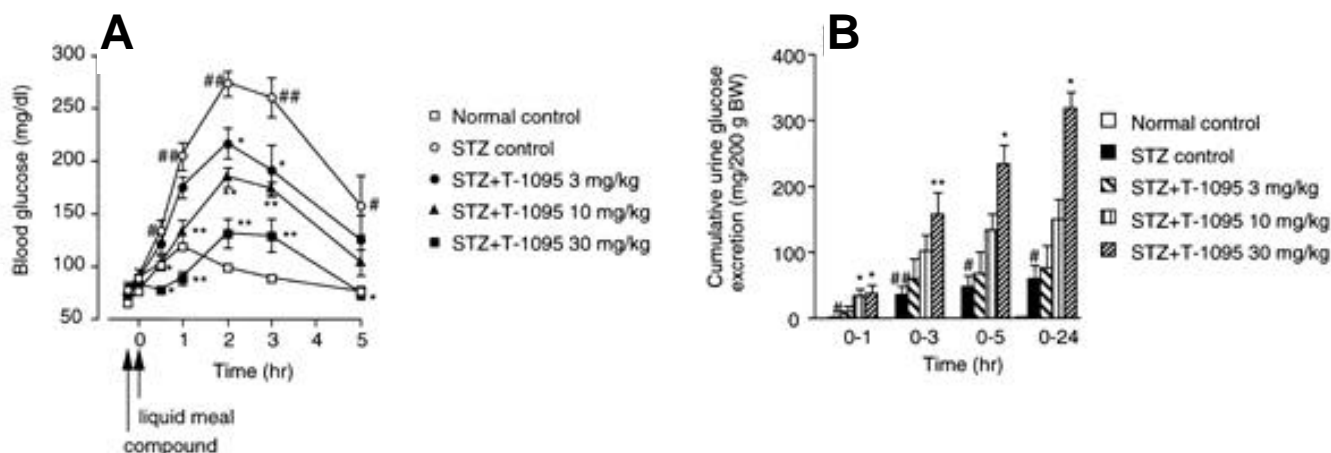 A
300
250
200
150
100
50
Blood glucose (mg/dl)
##
##
##
#
#
*
*
**
**
**
**
**
*
*
**
*
0 1 2 3 4 5
Time (hr)
liquid meal
compound
Normal control
STZ control
STZ+T-1095 3 mg/kg
STZ+T-1095 10 mg/kg
STZ+T-1095 30 mg/kg
B
400
300
200
100
0
Cumulative urine glucose
excretion (mg/200 g BW)
#
*
*
##
**
#
*
#
*
0-1 0-3 0-5 0-24
Time (hr)
Normal control
STZ control
STZ+T-1095 3 mg/kg
STZ+T-1095 10 mg/kg
STZ+T-1095 30 mg/kg